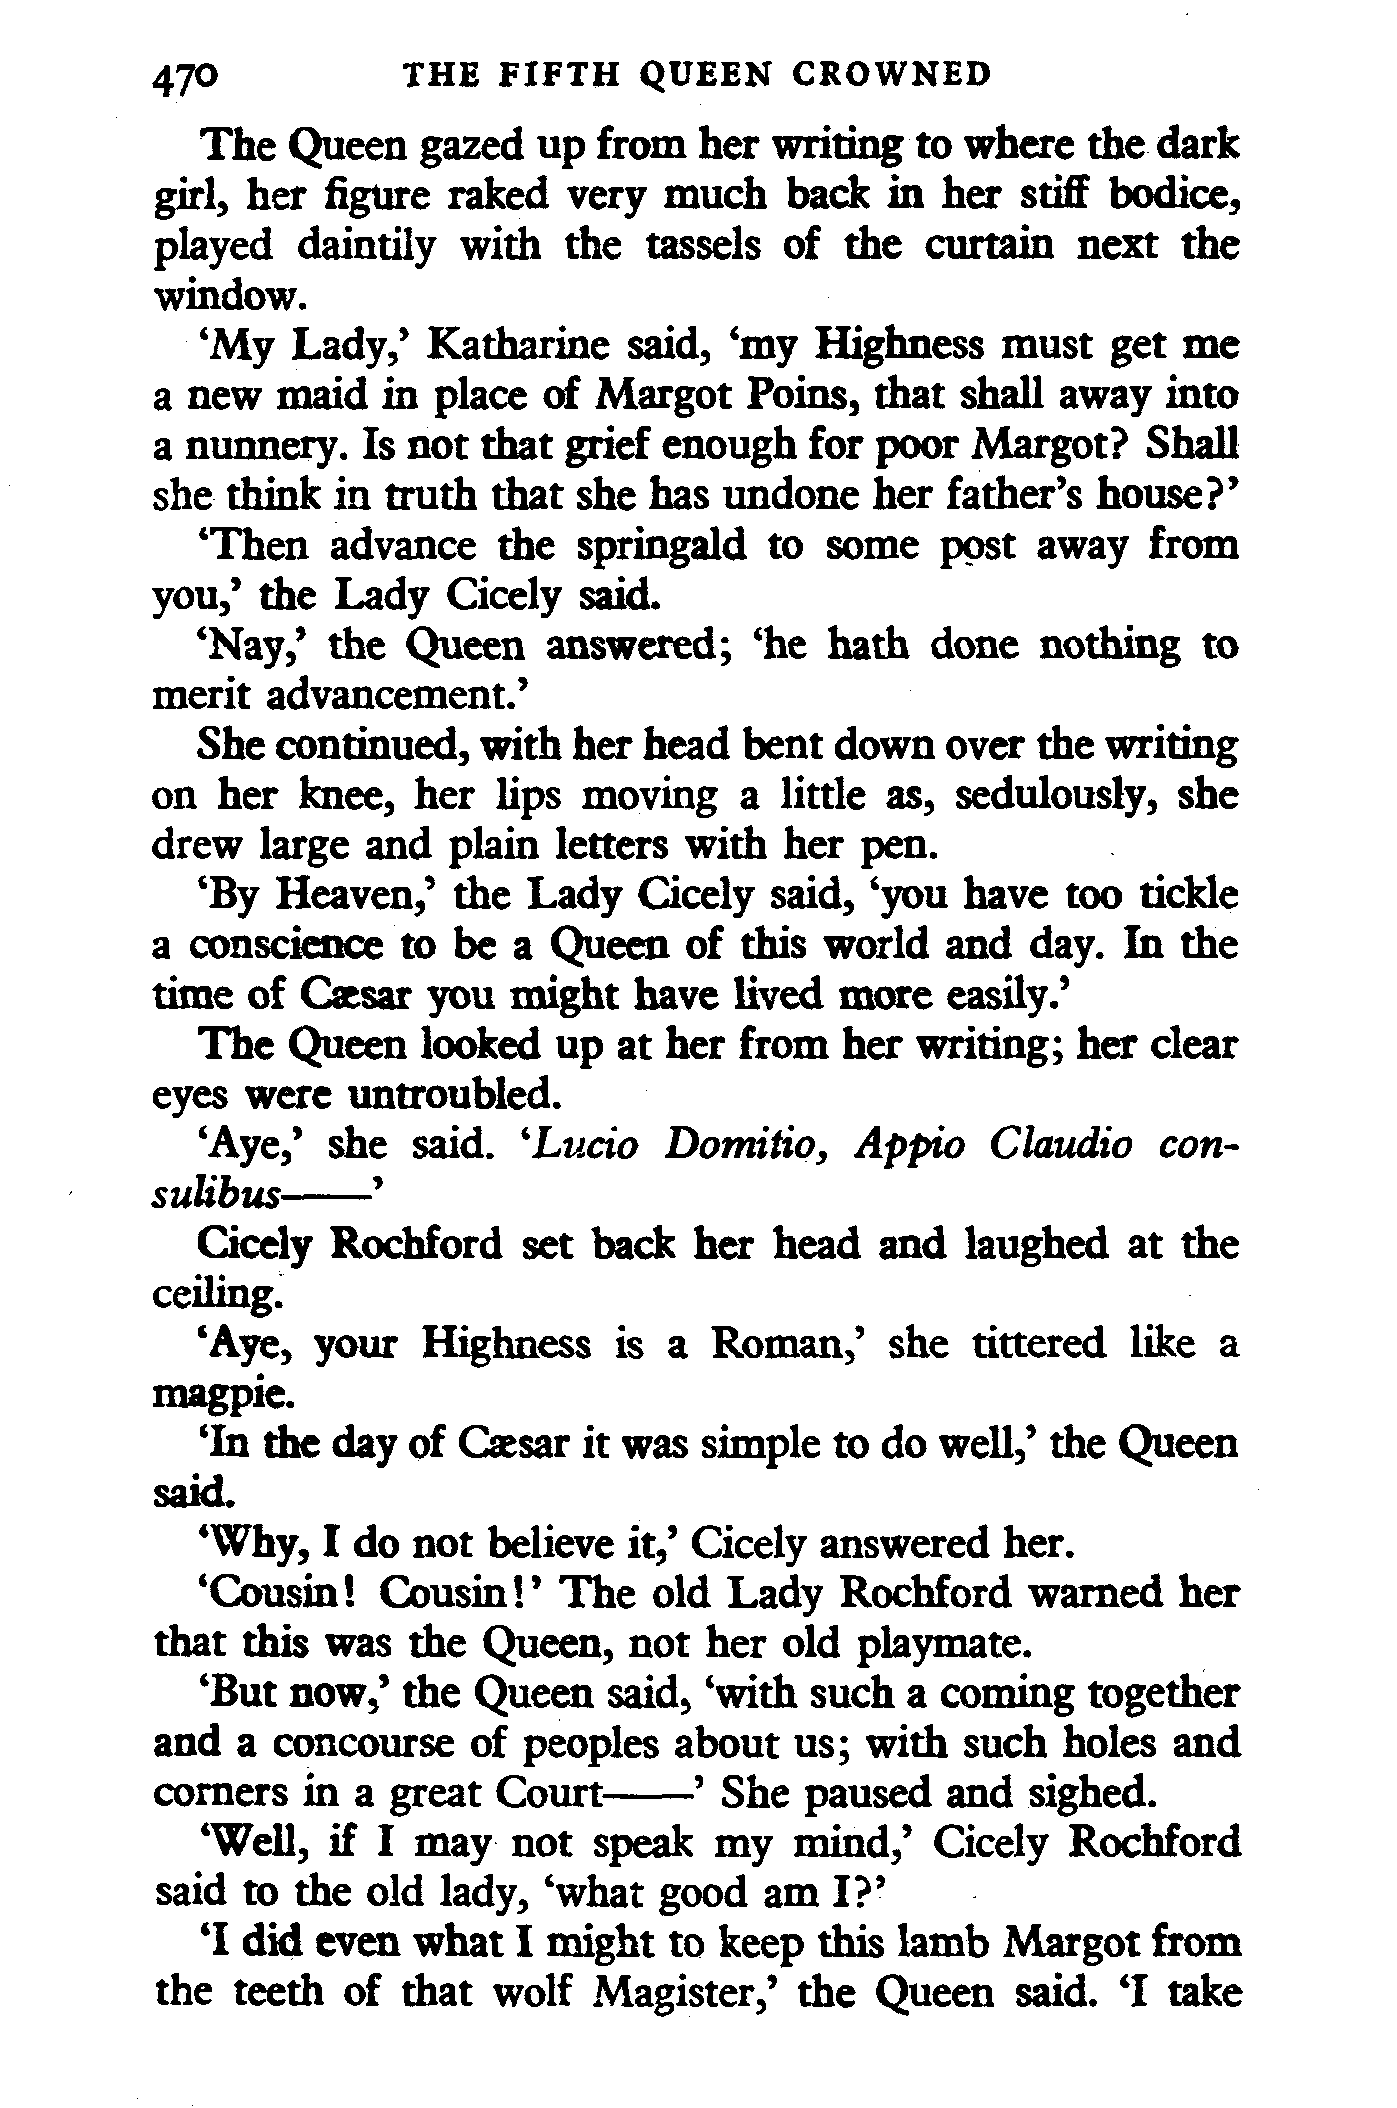 470 THE FIFTH QUEEN CROWNED
The Queen gazed up from her writing to where the dark
girl, her figure raked very much back in her stiff bodice,
played daintily with the tassels of the curtain next the
window.
‘My Lady,’ Katharine said, ‘my Highness must get me
a new maid in place of Margot Poins, that shall away into
a nunnery. Is not that grief enough for poor Margot? Shall
she think in truth that she has undone her father’s house?’
‘Then advance the springald to some post away from
you,’ the Lady Cicely said.
‘Nay,’ the Queen answered; ‘he hath done nothing to
merit advancement.’
She continued, with her head bent down over the writing
on her knee, her lips moving a little as, sedulously, she
drew large and plain letters with her pen.
‘By Heaven,’ the Lady Cicely said, ‘you have too tickle
a conscience to be a Queen of this world and day. In the
time of Cæsar you might have lived more easily.’
The Queen looked up at her from her writing; her clear
eyes were untroubled.
‘Aye,’ she said. ‘Lucio Domitio, Appio Claudio con-
sulibus——’
Cicely Rochford set back her head and laughed at the
ceiling.
‘Aye, your Highness is a Roman,’ she tittered like a
magpie.
‘In the day of Cæsar it was simple to do well,’ the Queen
said.
‘Why, I do not believe it,’ Cicely answered her.
‘Cousin! Cousin!’ The old Lady Rochford warned her
that this was the Queen, not her old playmate.
‘But now,’ the Queen said, ‘with such a coming together
and a concourse of peoples about us; with such holes and
corners in a great Court——’ She paused and sighed.
‘Well, if I may not speak my mind,’ Cicely Rochford
said to the old lady, ‘what good am I?’
‘I did even what I might to keep this lamb Margot from
the teeth of that wolf Magister,’ the Queen said. ‘I take